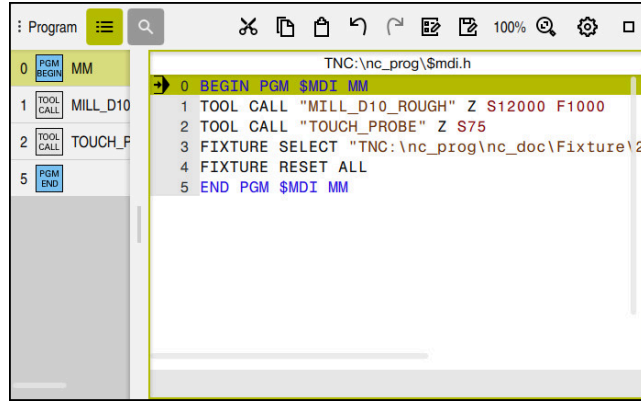 Program
100%
TNC:\nc_prog\$mdi.h
0 PGM BEGIN MM
1 TOOL CALL MILL_D10
2 TOOL CALL TOUCH_P
5 PGM END
0 BEGIN PGM $MDI MM
1 TOOL CALL "MILL_D10_ROUGH" Z S12000 F1000
2 TOOL CALL "TOUCH_PROBE" Z S75
3 FIXTURE SELECT "TNC:\nc_prog\nc_doc\Fixture\2
4 FIXTURE RESET ALL
5 END PGM $MDI MM